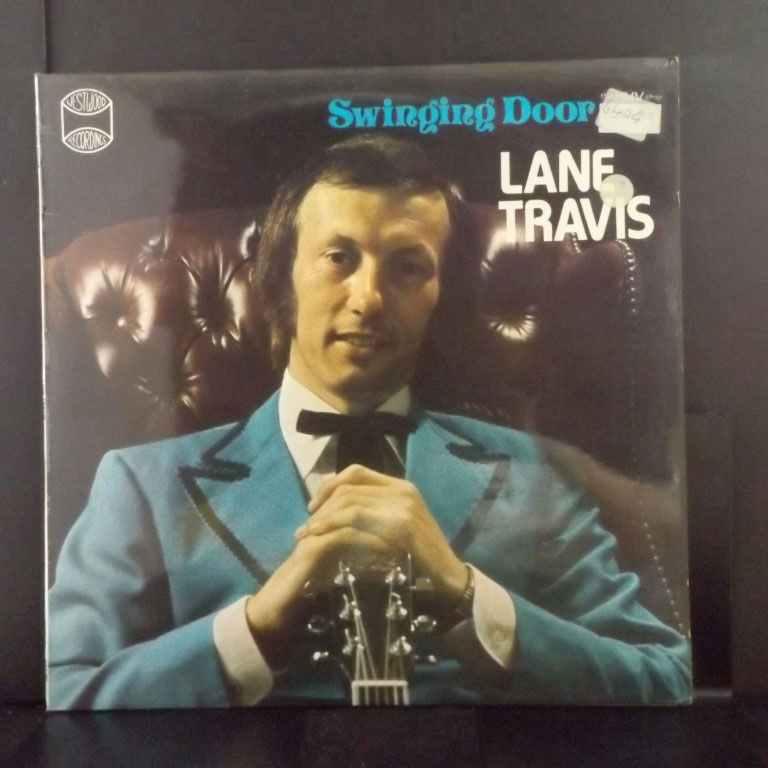 WESTWOOD
RECORDINGS
Swinging Door
LANE
TRAVIS